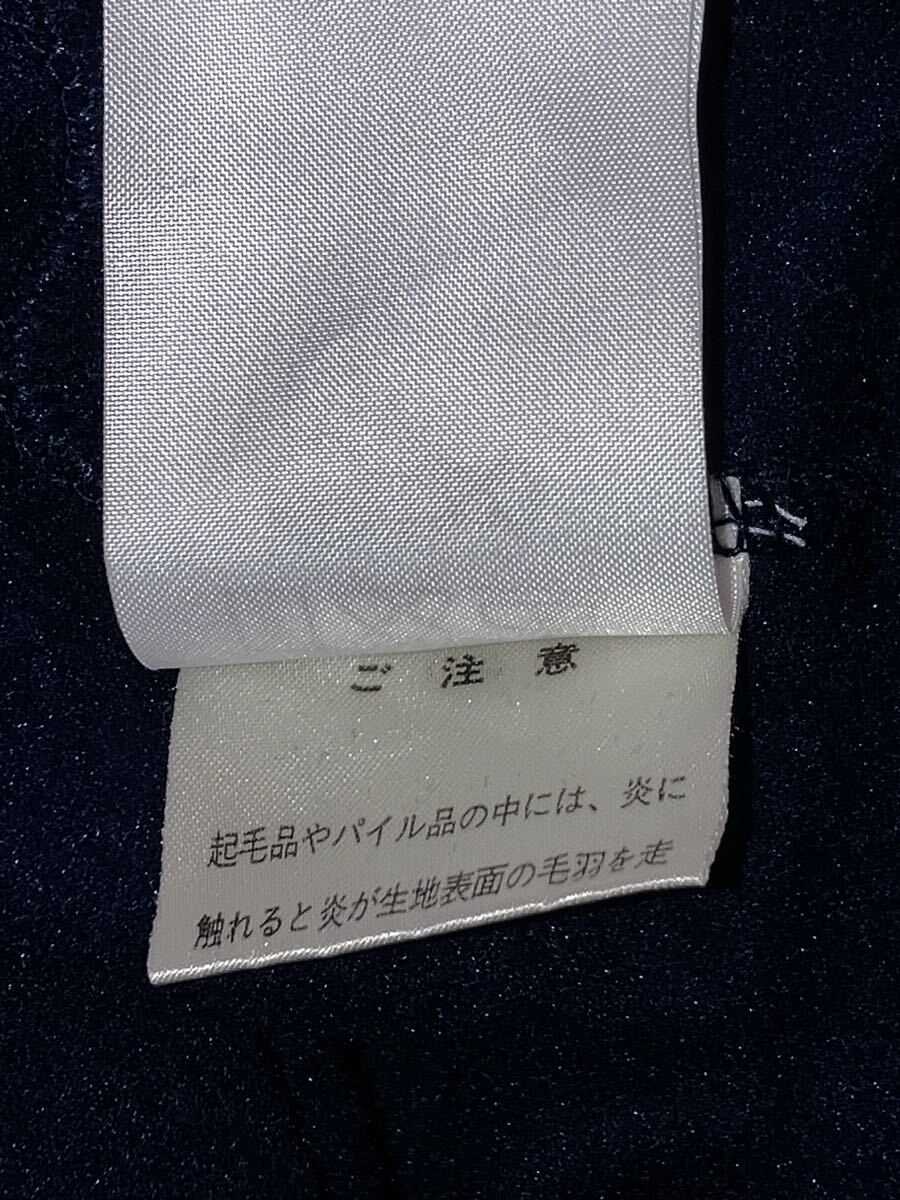 ご注意
起毛品やパイル品の中には、炎に
触れると炎が生地表面の毛羽を走